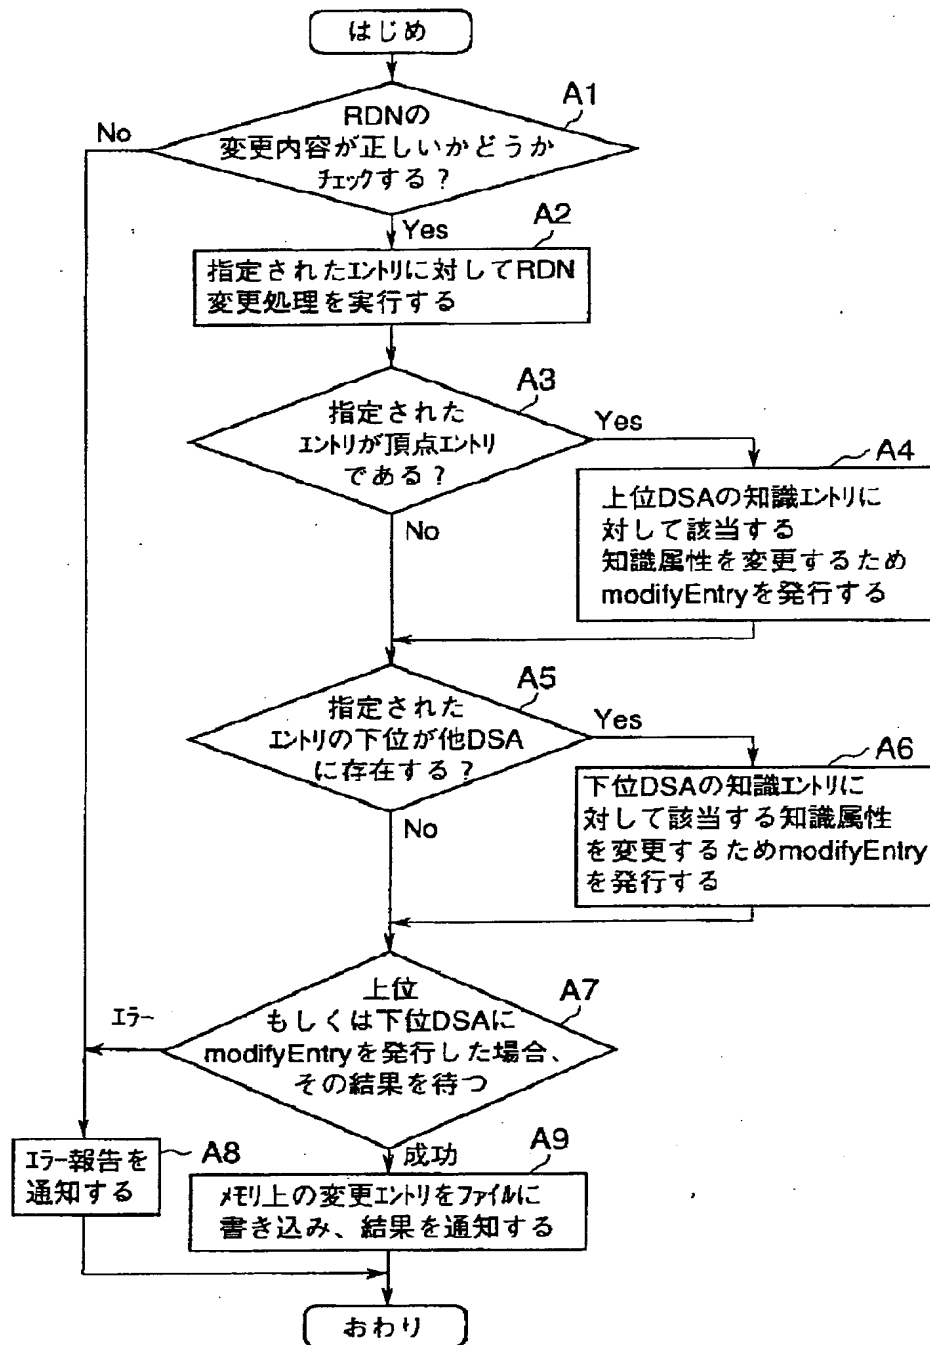 はじめ
A1
No
RDNの
変更内容が正しいかどうか
チェックする?
Yes
A2
指定されたエントリに対してRDN
変更処理を実行する
A3
指定された
エントリが頂点エントリ
である?
Yes
A4
No
上位DSAの知識エントリに
対して該当する
知識属性を変更するため
modifyEntryを発行する
A5
指定された
エントリの下位が他DSA
に存在する?
Yes
A6
No
下位DSAの知識エントリに
対して該当する知識属性
を変更するためmodifyEntry
を発行する
A7
上位
もしくは下位DSAに
modifyEntryを発行した場合、
その結果を待つ
エラー
成功
A8
エラー報告を
通知する
A9
メモリ上の変更エントリをファイルに
書き込み、結果を通知する
おわり